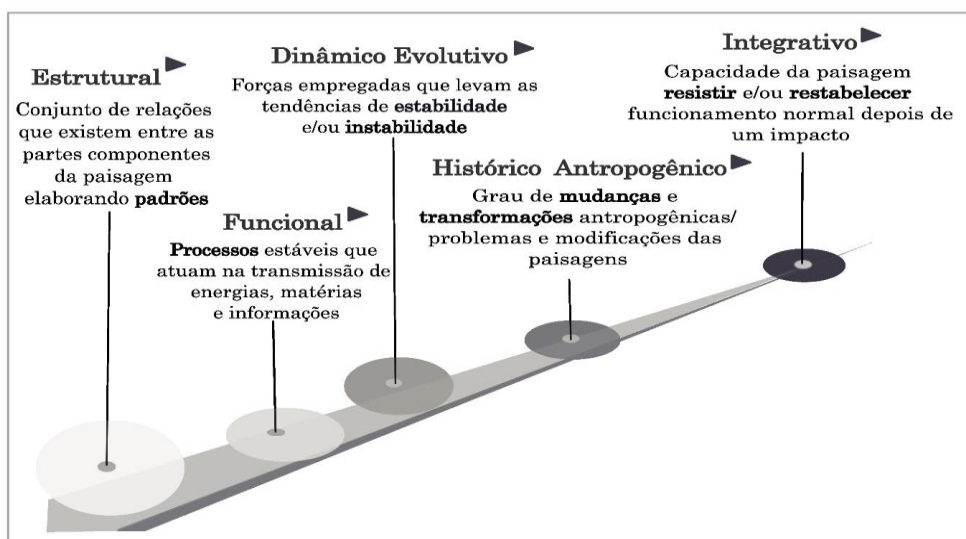 Estrutural
Conjunto de relações
que existem entre as
partes componentes
da paisagem
elaborando padrões
Funcional
Processos estáveis que
atuam na transmissão de
energias, matérias
e informações
Dinâmico Evolutivo
Forças empregadas que levam as
tendências de estabilidade
e/ou instabilidade
Histórico Antropogênico
Grau de mudanças e
transformações antropogênicas/
problemas e modificações das
paisagens
Integrativo
Capacidade da paisagem
resistir e/ou restabelecer
funcionamento normal depois de
um impacto